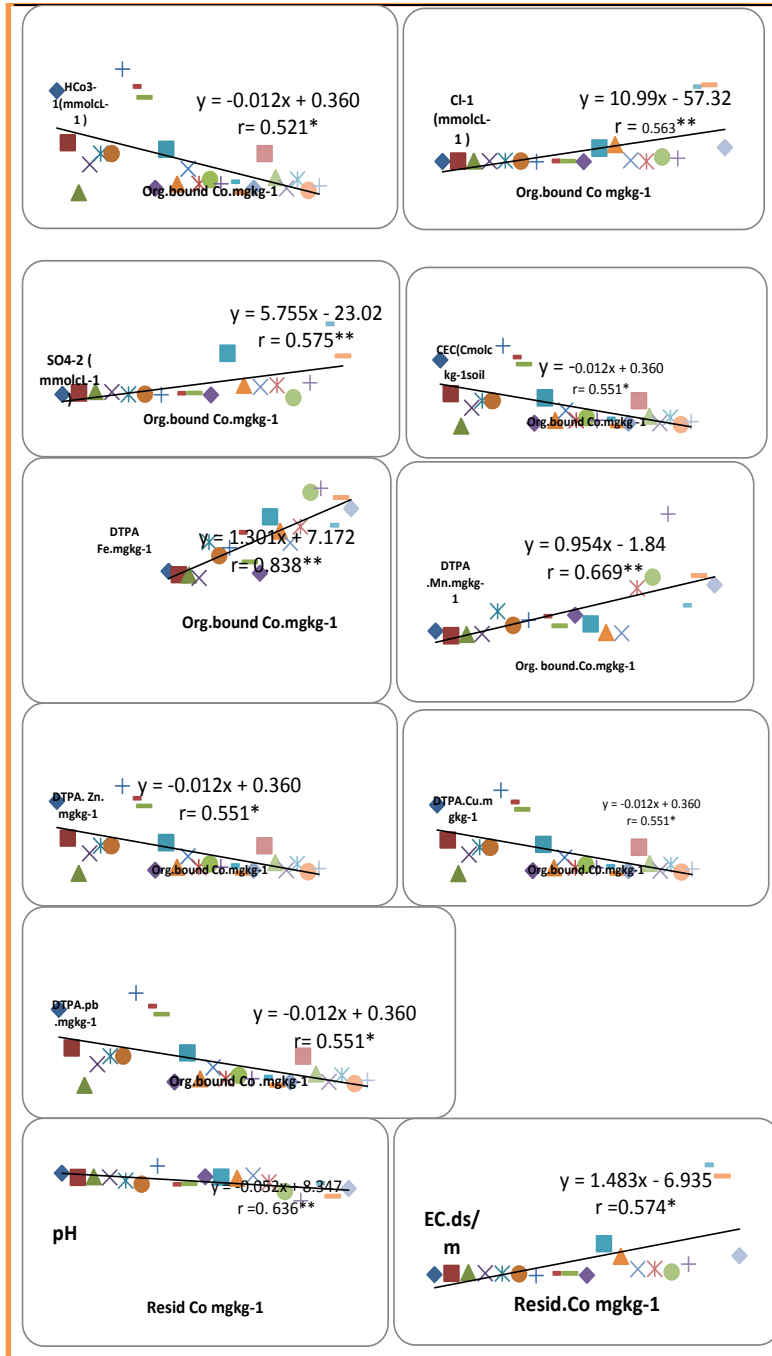 HCo3-
1(mmolcL-
1 )
y = -0.012x + 0.360
r= 0.521*
Org.bound Co.mgkg-1
Cl-1
(mmolcL-
1 )
y = 10.99x - 57.32
r = 0.563**
Org.bound Co mgkg-1
SO4-2 (
mmolcL-1
)
y = 5.755x - 23.02
r = 0.575**
Org.bound Co.mgkg-1
CEC(Cmolc
kg-1soil
y = -0.012x + 0.360
r= 0.551*
Org.bound Co.mgkg -1
DTPA
Fe.mgkg-1
y = 1.301x + 7.172
r= 0.838**
Org.bound Co.mgkg-1
DTPA
.Mn.mgkg-
1
y = 0.954x - 1.84
r = 0.669**
Org. bound.Co.mgkg-1
DTPA. Zn.
mgkg-1
y = -0.012x + 0.360
r= 0.551*
Org.bound Co.mgkg-1
DTPA.Cu.m
gkg-1
y = -0.012x + 0.360
r= 0.551*
Org.bound.Co.mgkg-1
DTPA.pb
.mgkg-1
y = -0.012x + 0.360
r= 0.551*
Org.bound Co .mgkg-1
pH
y = -0.052x + 8.347
r =0. 636**
Resid Co mgkg-1
EC.ds/
m
y = 1.483x - 6.935
r =0.574*
Resid.Co mgkg-1